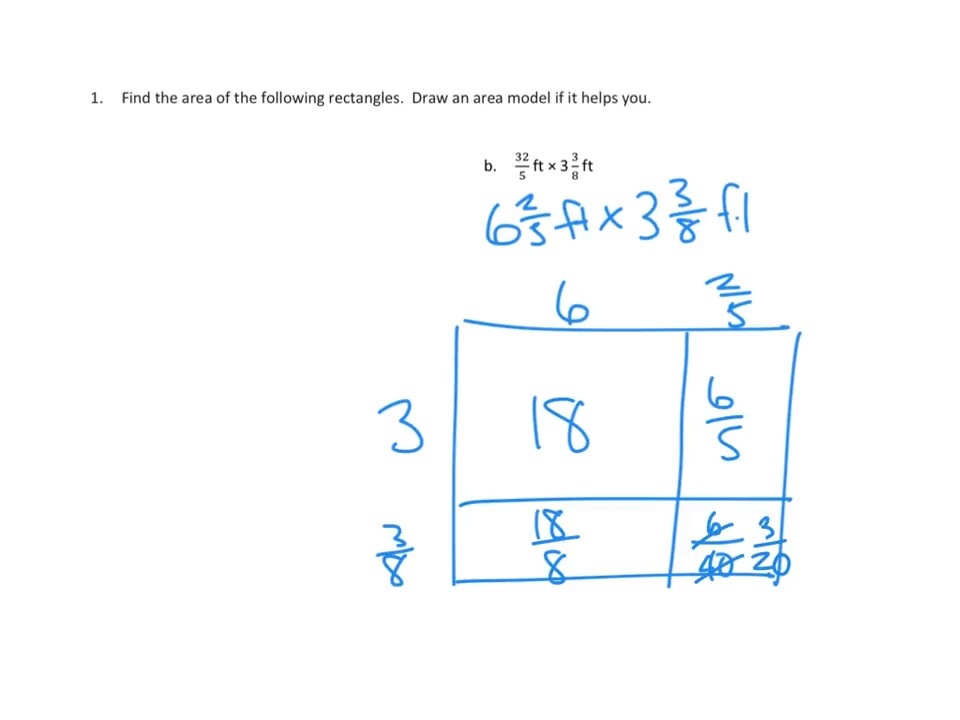 1. Find the area of the following rectangles. Draw an area model if it helps you.
b. 32/5 ft × 3 3/8 ft
6 2/5 ft × 3 3/8 ft
6 2/5
3 18 6/5
3/8 18/8 6/40 3/20